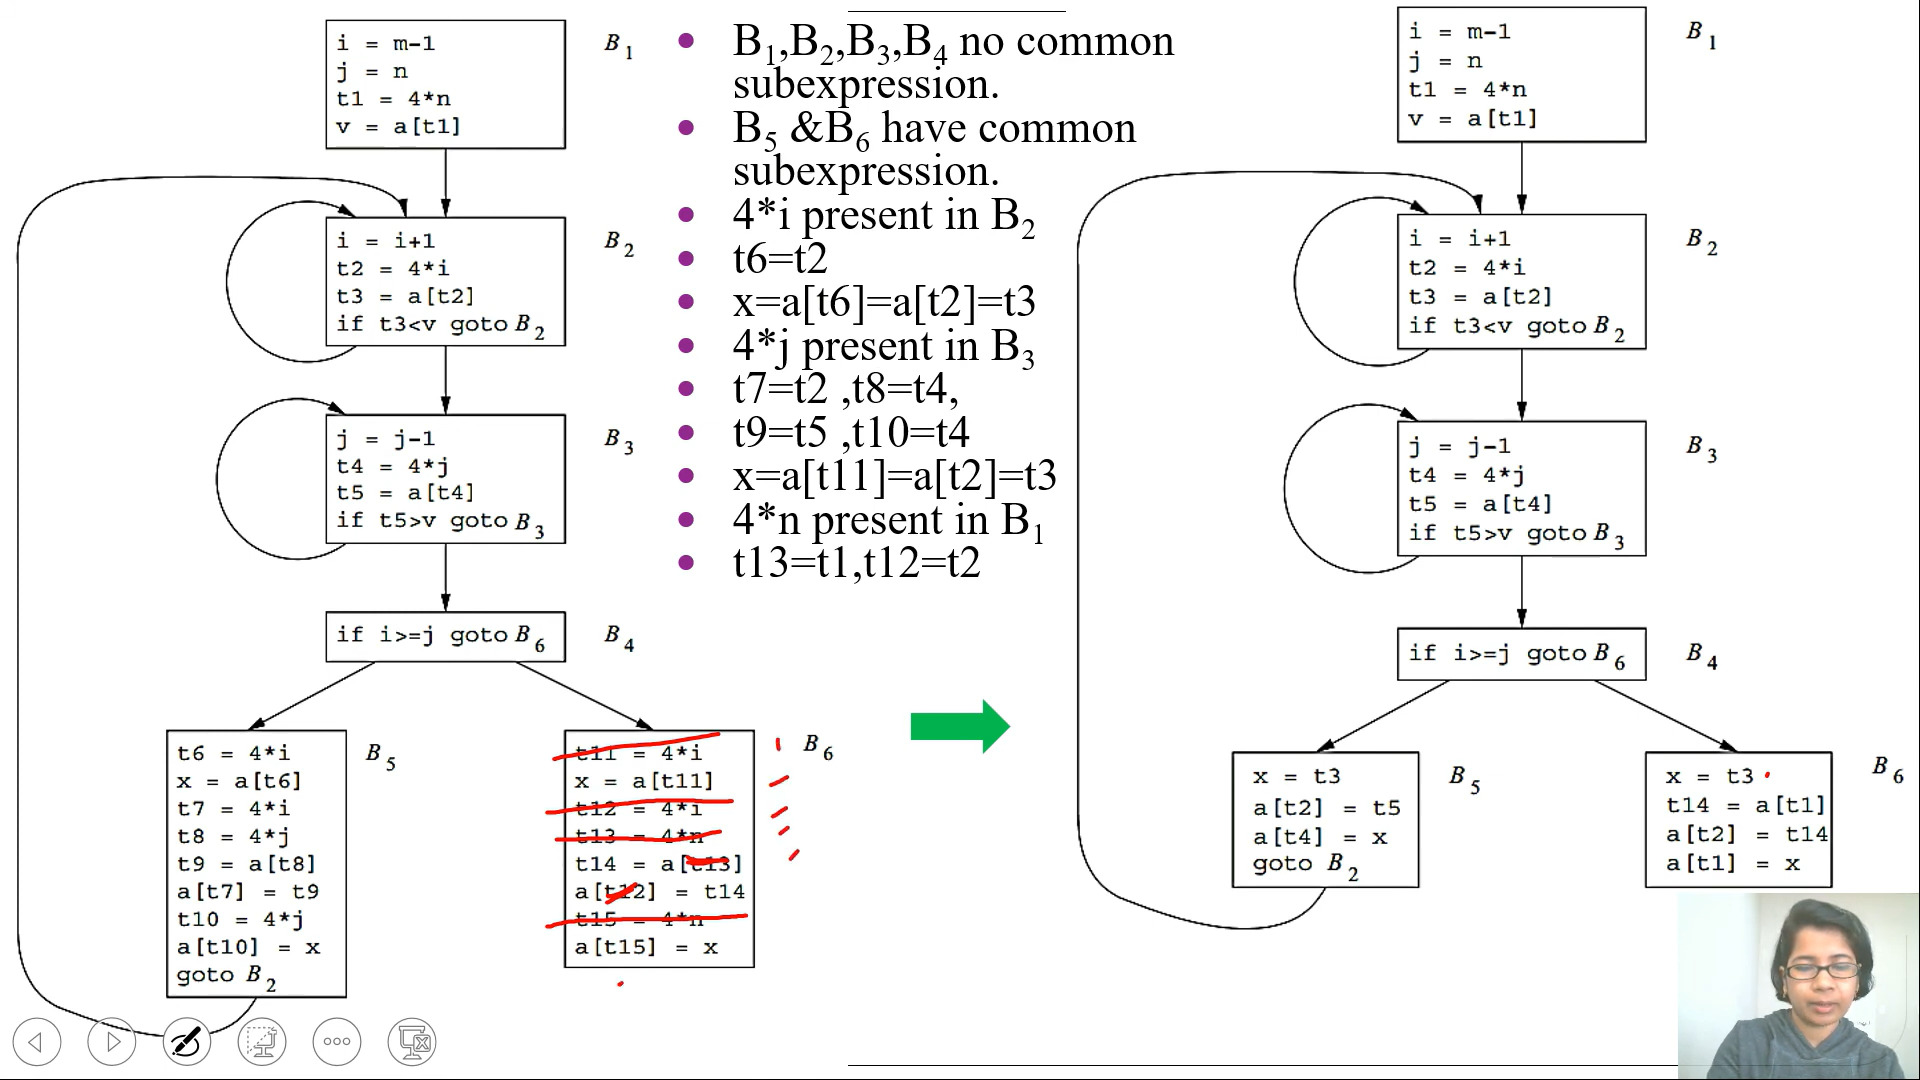 i = m-1
j = n
t1 = 4*n
v = a[t1]
B1
i = i+1
t2 = 4*i
t3 = a[t2]
if t3<v goto B2
B2
j = j-1
t4 = 4*j
t5 = a[t4]
if t5>v goto B3
B3
if i>=j goto B6
B4
t6 = 4*i
x = a[t6]
t7 = 4*i
t8 = 4*j
t9 = a[t8]
a[t7] = t9
t10 = 4*j
a[t10] = x
goto B2
B5
t11 = 4*i
x = a[t11]
t12 = 4*i
t13 = 4*n
t14 = a[t13]
a[t12] = t14
t15 = 4*n
a[t15] = x
B6
• B1,B2,B3,B4 no common
subexpression.
• B5 &B6 have common
subexpression.
• 4*i present in B2
• t6=t2
• x=a[t6]=a[t2]=t3
• 4*j present in B3
• t7=t2 ,t8=t4,
• t9=t5 ,t10=t4
• x=a[t11]=a[t2]=t3
• 4*n present in B1
• t13=t1,t12=t2
i = m-1
j = n
t1 = 4*n
v = a[t1]
B1
i = i+1
t2 = 4*i
t3 = a[t2]
if t3<v goto B2
B2
j = j-1
t4 = 4*j
t5 = a[t4]
if t5>v goto B3
B3
if i>=j goto B6
B4
x = t3
a[t2] = t5
a[t4] = x
goto B2
B5
x = t3
t14 = a[t1]
a[t2] = t14
a[t1] = x
B6